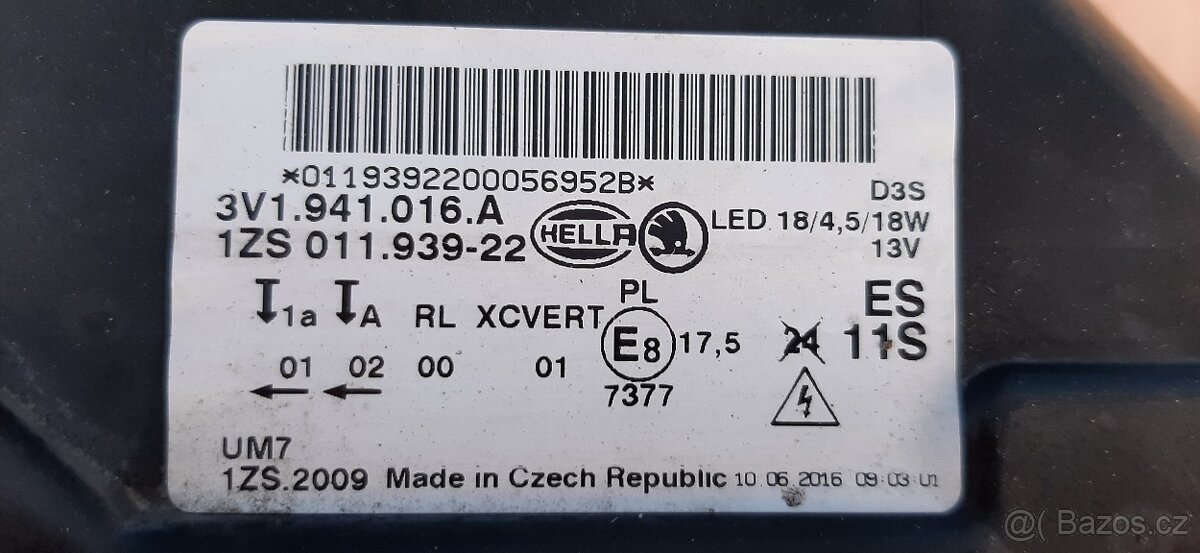 *0119392200056952B*
3V1.941.016.A
1ZS 011.939-22
HELLA
D3S
LED 18/4,5/18W
13V
1a A RL XCVERT PL
01 02 00 01
E8 17,5
7377
24
ES
11S
UM7
1ZS.2009 Made in Czech Republic 10 06 2016 09:03:01
@( Bazos.cz